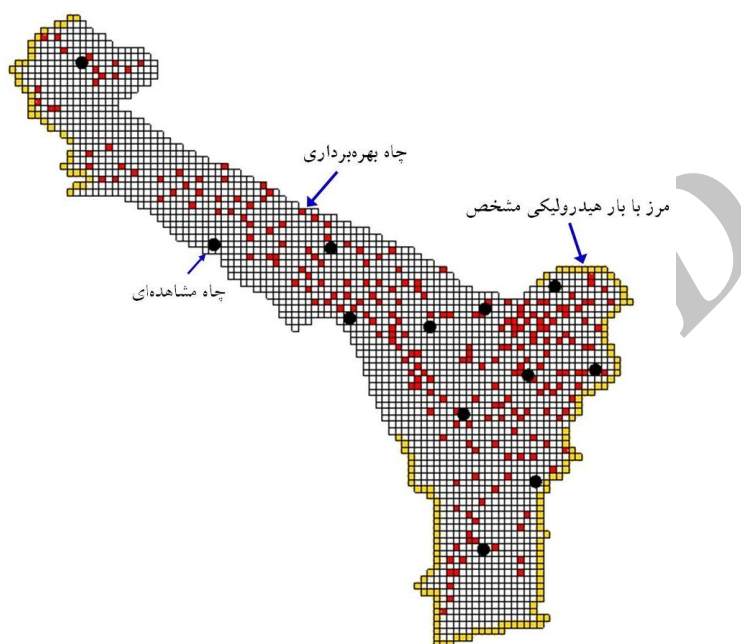 چاه بهره‌برداری
مرز با بار هیدرولیکی مشخص
چاه مشاهده‌ای